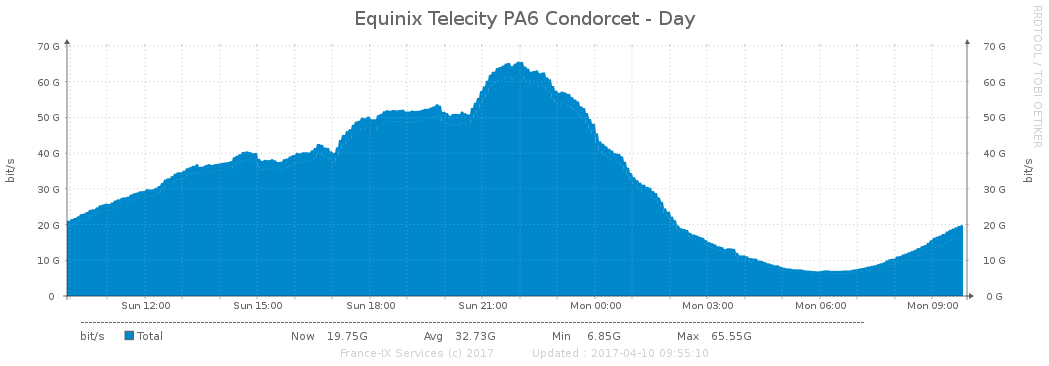 Equinix Telecity PA6 Condorcet - Day
RRDTOOL / TOBI OETIKER
bit/s
bit/s
70 G 70 G
60 G 60 G
50 G 50 G
40 G 40 G
30 G 30 G
20 G 20 G
10 G 10 G
0 0 G
Sun 12:00 Sun 15:00 Sun 18:00 Sun 21:00 Mon 00:00 Mon 03:00 Mon 06:00 Mon 09:00
bit/s Total Now 19.75G Avg 32.73G Min 6.85G Max 65.55G
France-IX Services (c) 2017 Updated : 2017-04-10 09:55:10